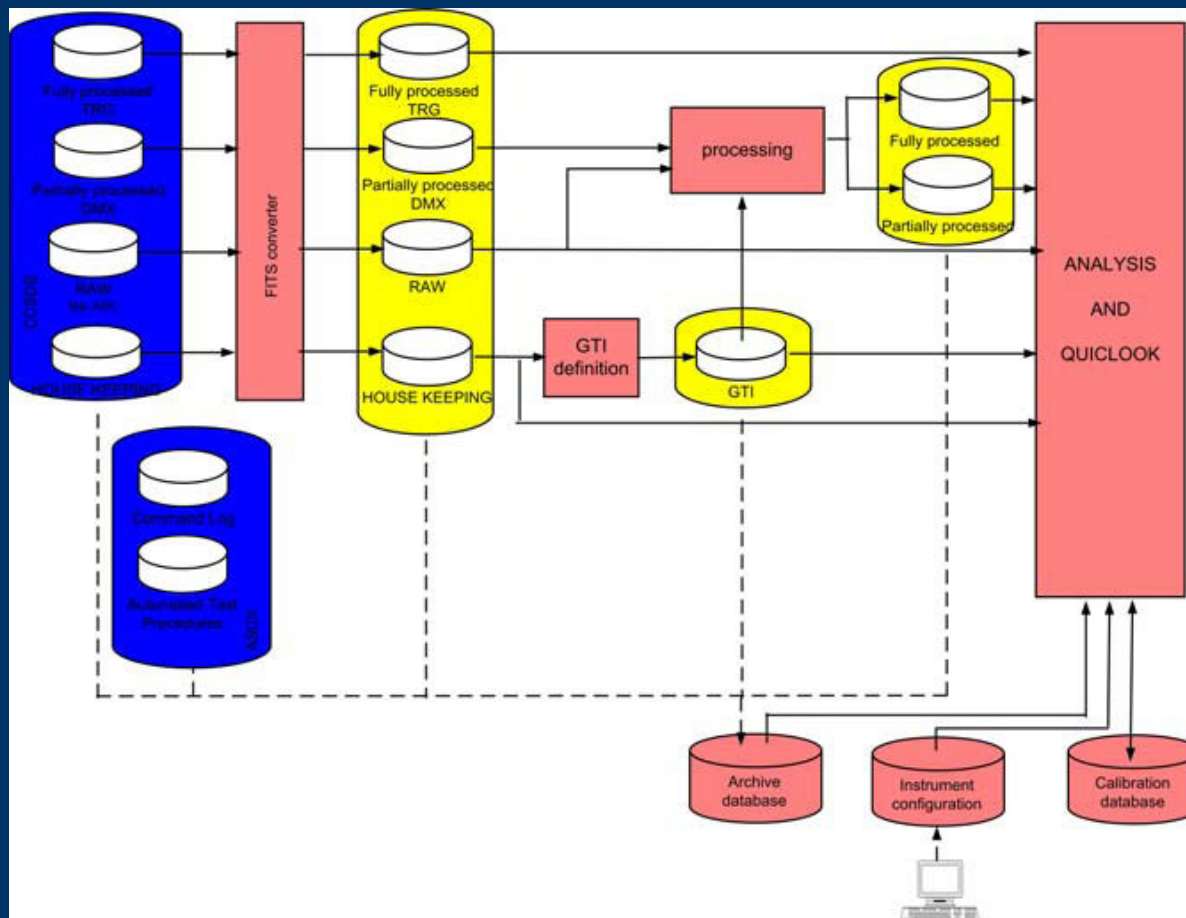 Fully processed
TRG
Partially processed
DMX
RAW
HOUSE KEEPING
Command Log
Automated Test
Procedures
FITS converter
Fully processed
TRG
Partially processed
DMX
RAW
HOUSE KEEPING
processing
GTI
definition
GTI
Fully processed
Partially processed
ANALYSIS
AND
QUICLOOK
Archive
database
Instrument
configuration
Calibration
database